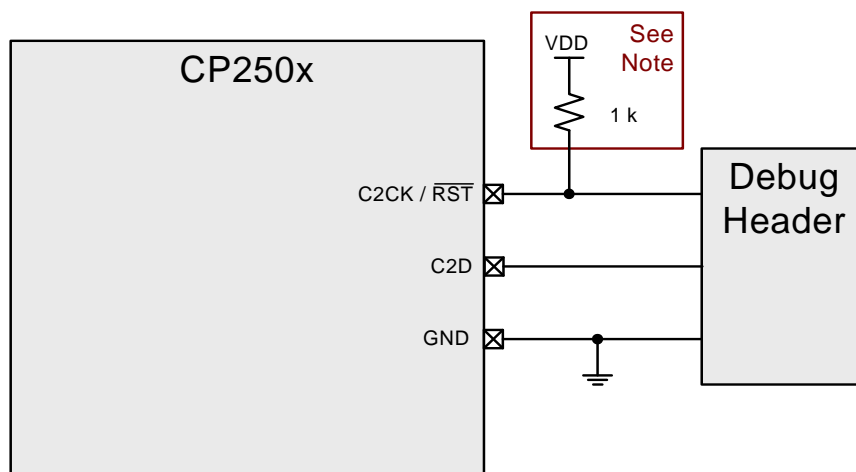 CP250x
VDD
See
Note
1 k
C2CK / RST
C2D
GND
Debug
Header